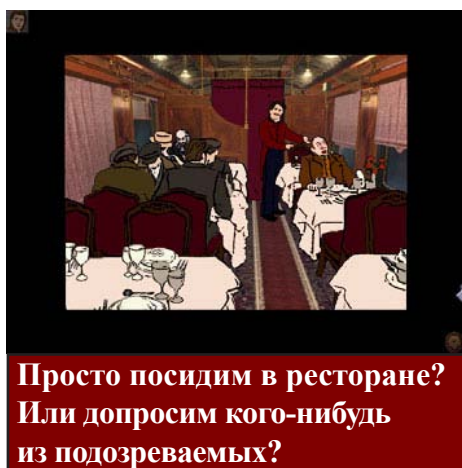 Просто посидим в ресторане?
Или допросим кого-нибудь
из подозреваемых?